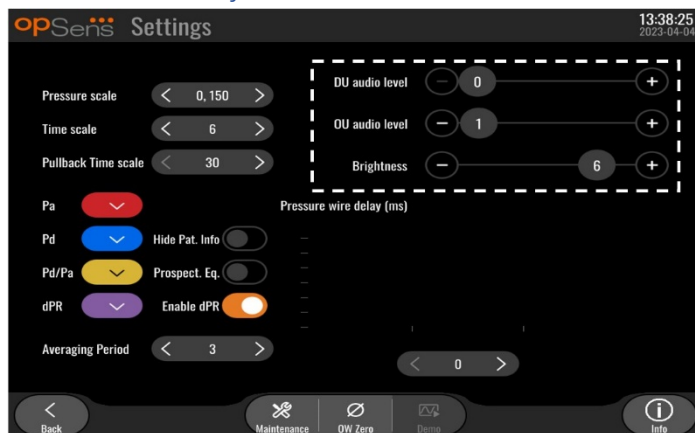 opSens Settings
13:38:25
2023-04-04
Pressure scale < 0, 150 >
Time scale < 6 >
Pullback Time scale < 30 >
DU audio level − 0 +
OU audio level − 1 +
Brightness − 6 +
Pa
Pressure wire delay (ms)
Pd Hide Pat. Info
Pd/Pa Prospect. Eq.
dPR Enable dPR
Averaging Period < 3 >
< 0 >
Back Maintenance OW Zero Demo Info